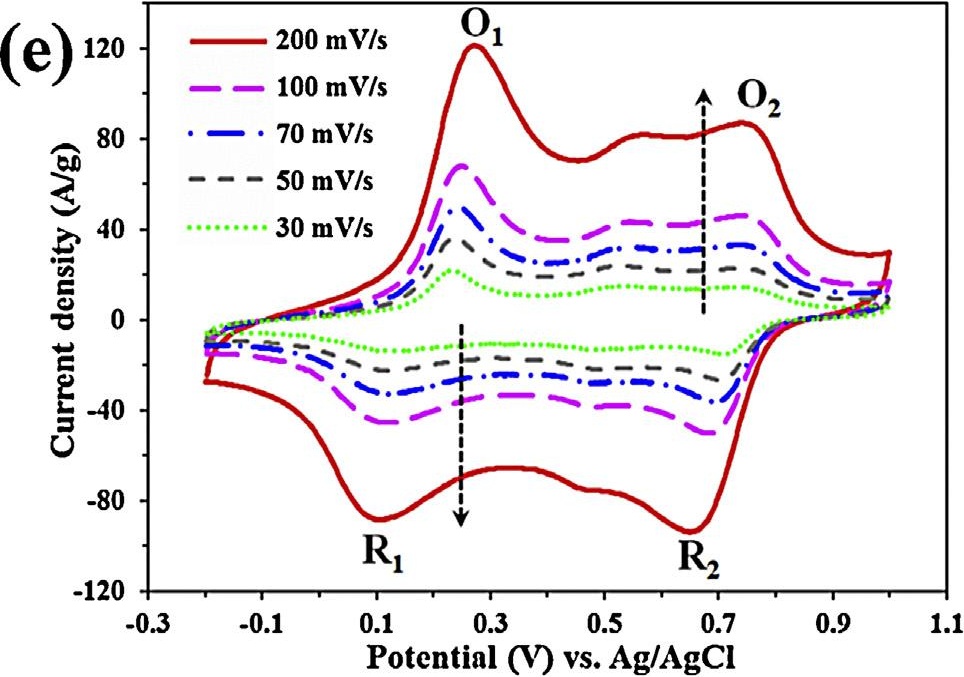 (e)
O1
O2
200 mV/s
100 mV/s
70 mV/s
50 mV/s
30 mV/s
Current density (A/g)
120
80
40
0
-40
-80
-120
R1
R2
-0.3 -0.1 0.1 0.3 0.5 0.7 0.9 1.1
Potential (V) vs. Ag/AgCl